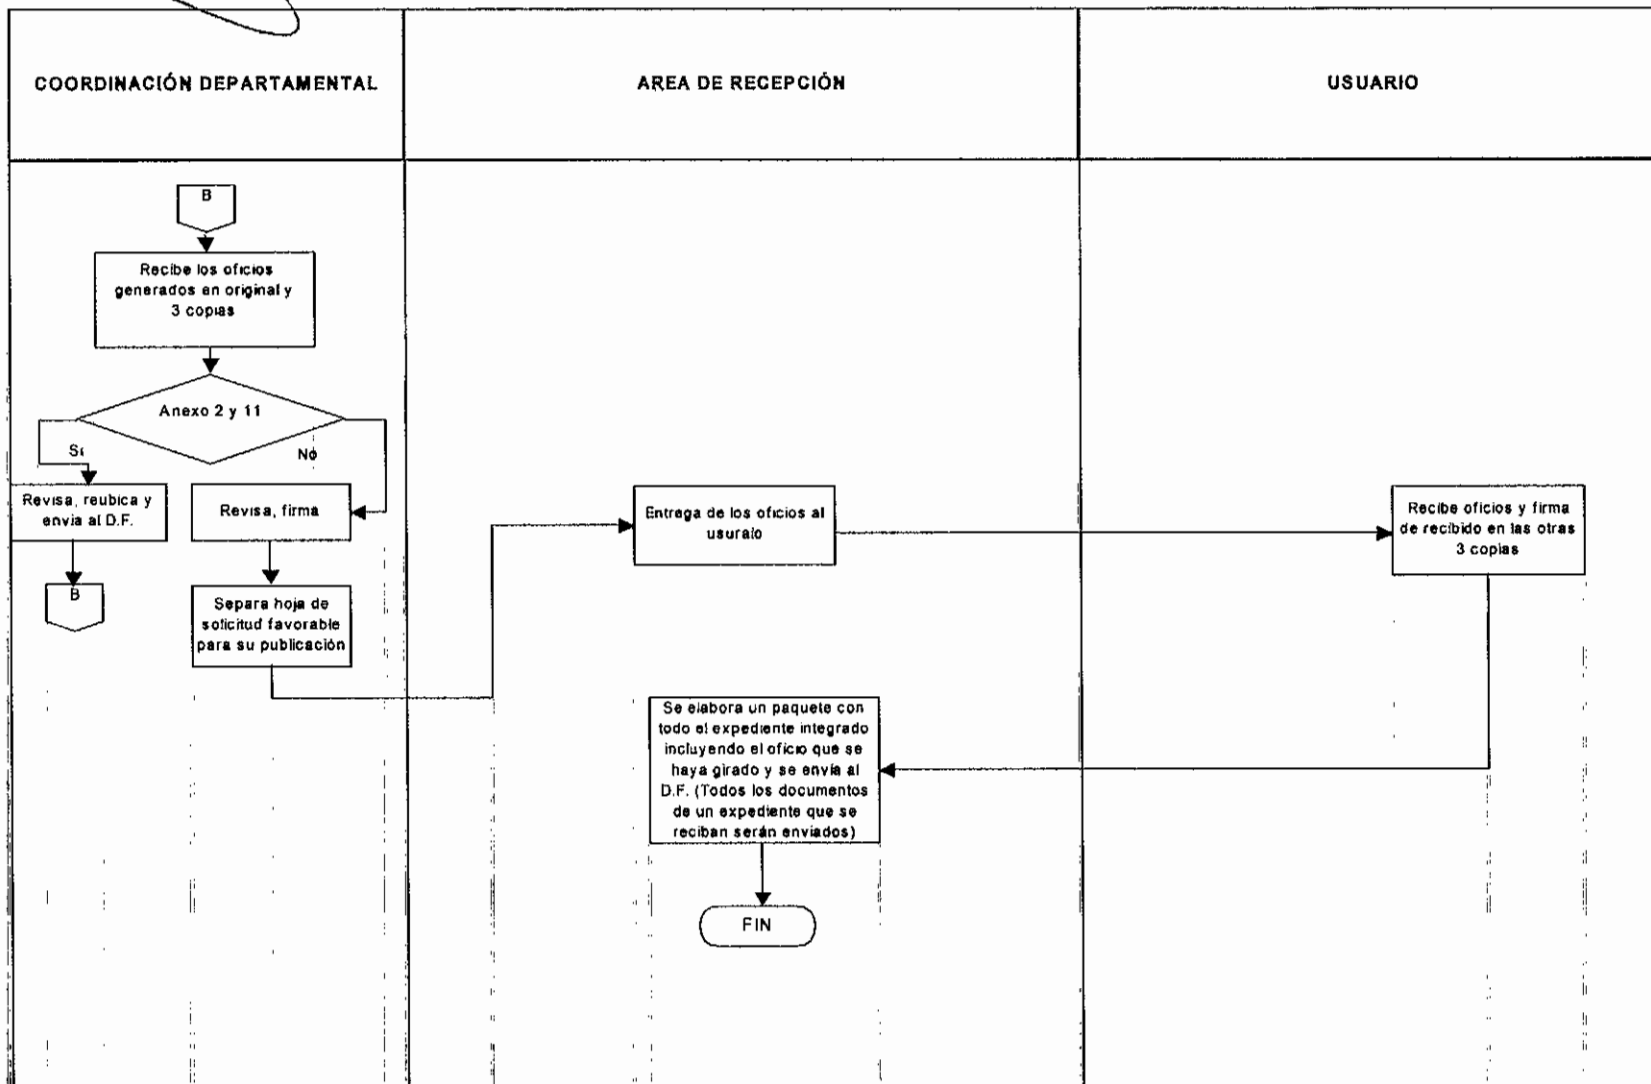 COORDINACIÓN DEPARTAMENTAL
AREA DE RECEPCIÓN
USUARIO
B
Recibe los oficios
generados en original y
3 copias
Anexo 2 y 11
Si
No
Revisa, reubica y
envia al D.F.
Revisa, firma
B
Separa hoja de
solicitud favorable
para su publicación
Entrega de los oficios al
usuraio
Recibe oficios y firma
de recibido en las otras
3 copias
Se elabora un paquete con
todo el expediente integrado
incluyendo el oficio que se
haya girado y se envía al
D.F. (Todos los documentos
de un expediente que se
reciban serán enviados)
FIN